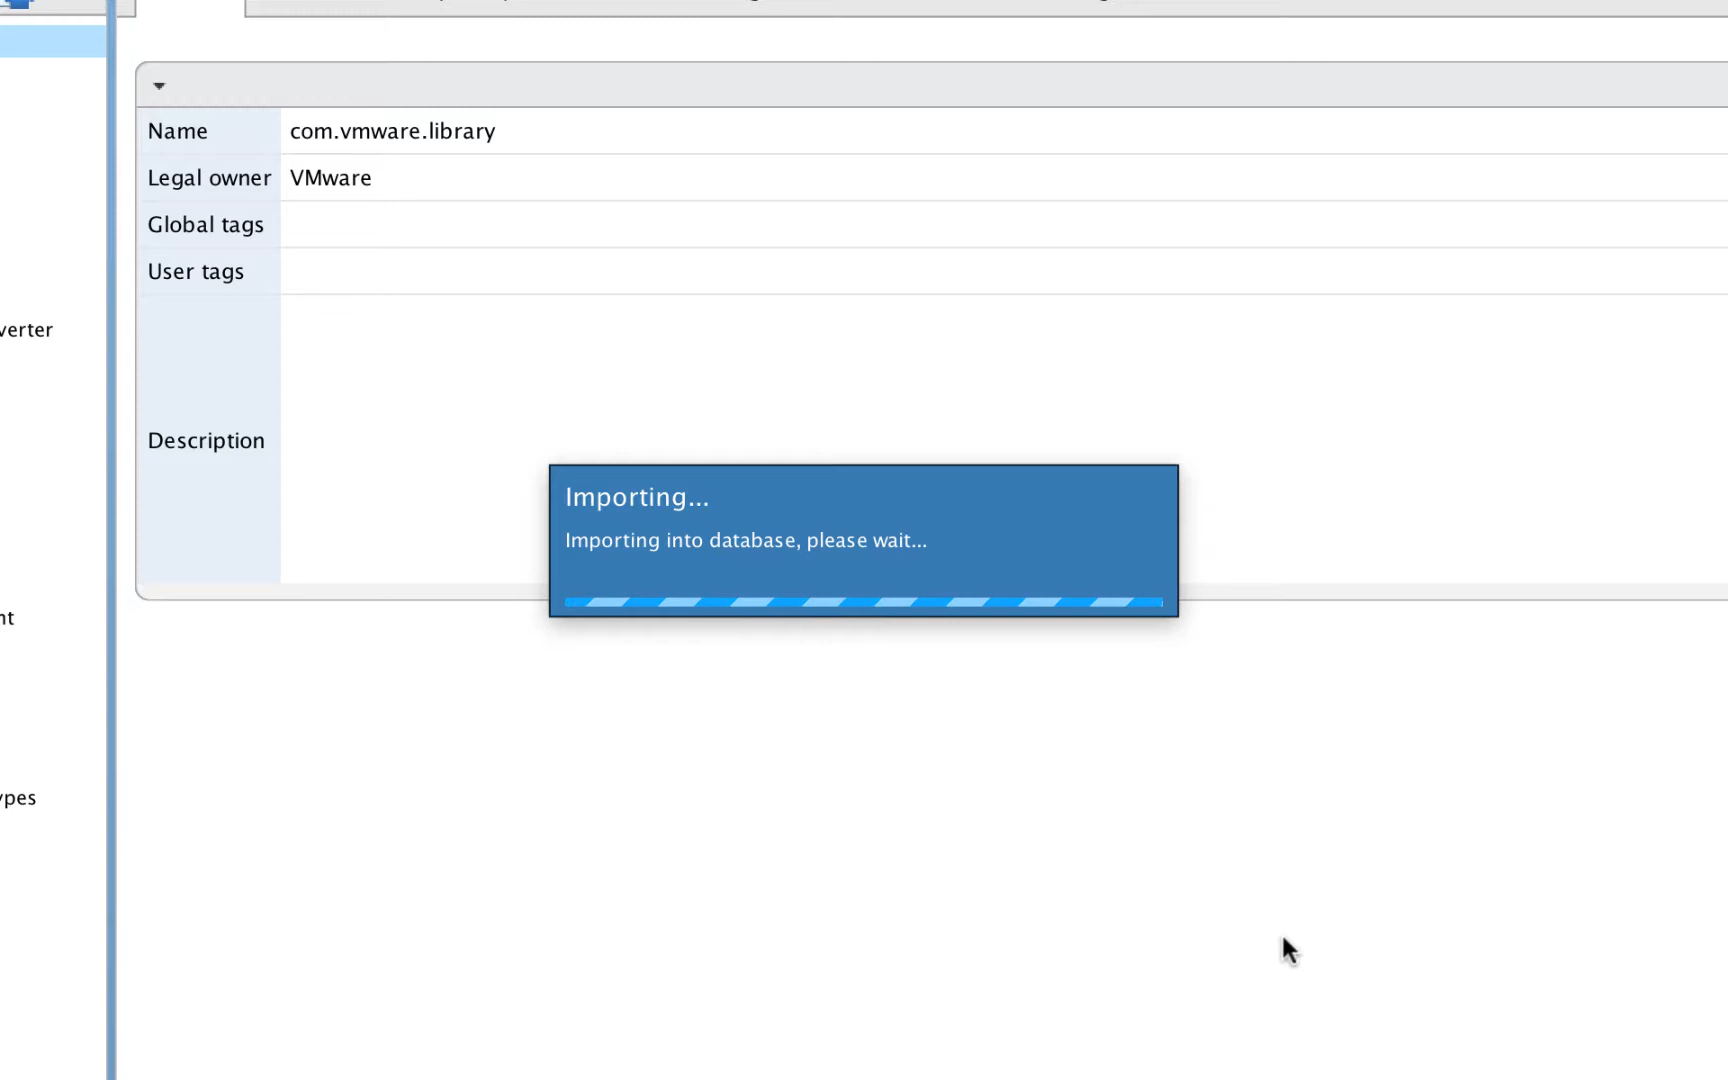 Name com.vmware.library
Legal owner VMware
Global tags
User tags
verter
Description
Importing...
Importing into database, please wait...
nt
ypes